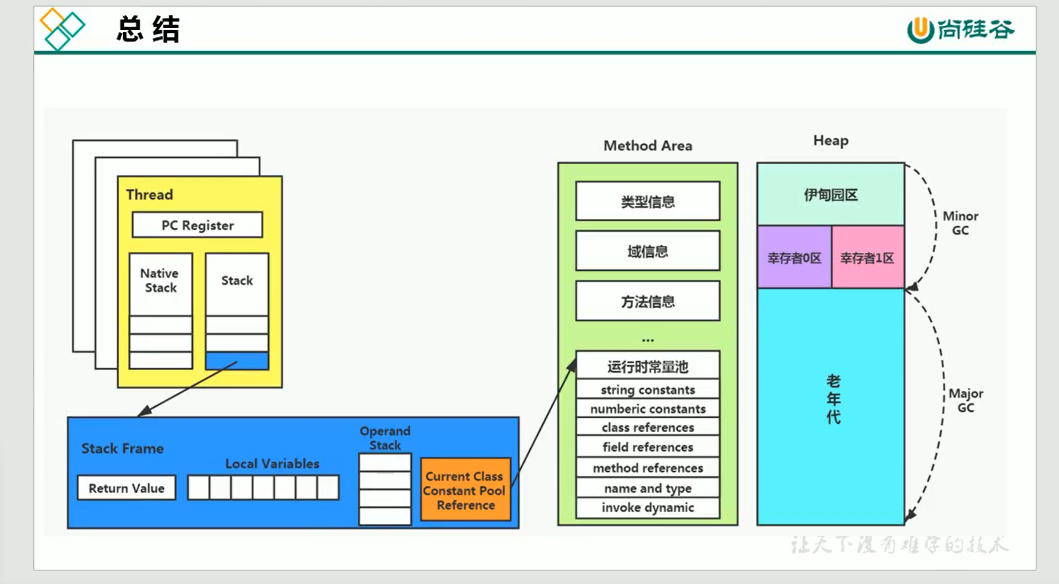 总 结
尚硅谷
Thread
PC Register
Native
Stack
Stack
Stack Frame
Return Value
Local Variables
Operand
Stack
Current Class
Constant Pool
Reference
Method Area
类型信息
域信息
方法信息
...
运行时常量池
string constants
numberic constants
class references
field references
method references
name and type
invoke dynamic
Heap
伊甸园区
幸存者0区
幸存者1区
老
年
代
Minor
GC
Major
GC
让天下没有难学的技术